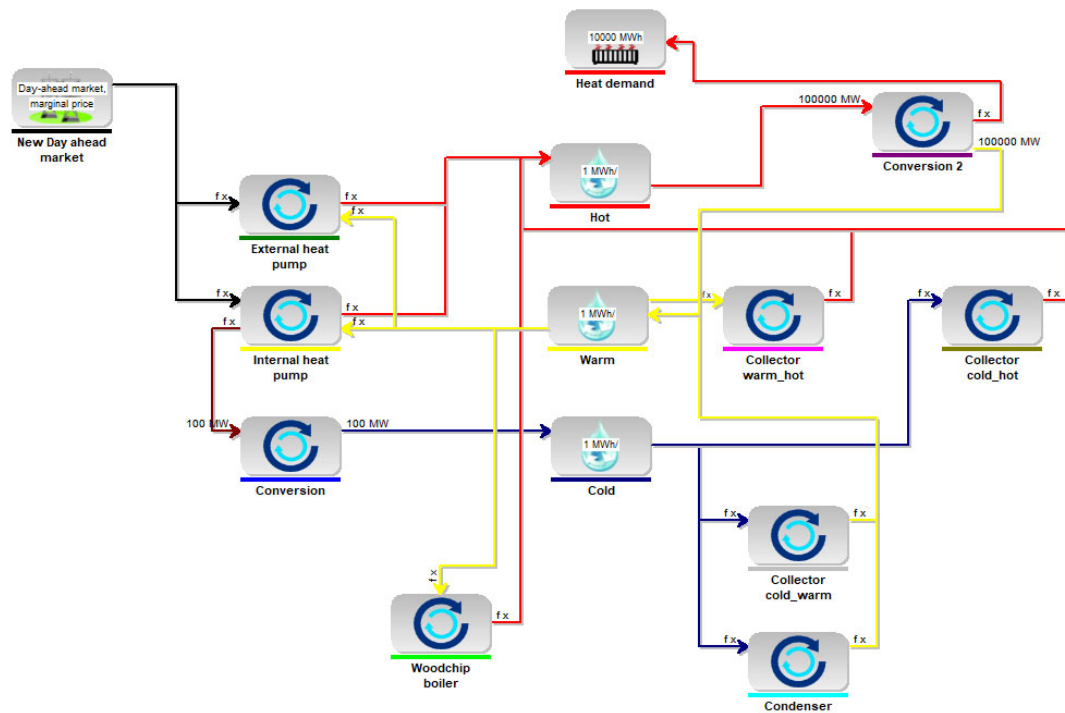 10000 MWh
Heat demand
Day-ahead market,
marginal price
New Day ahead
market
100000 MW
f x
100000 MW
Conversion 2
1 MWh/
Hot
f x
f x
f x
External heat
pump
f x
f x
f x
f x
Internal heat
pump
1 MWh/
Warm
f x
f x
Collector
warm_hot
f x
f x
Collector
cold_hot
100 MW
100 MW
Conversion
1 MWh/
Cold
f x
f x
Collector
cold_warm
f x
f x
Woodchip
boiler
f x
f x
Condenser